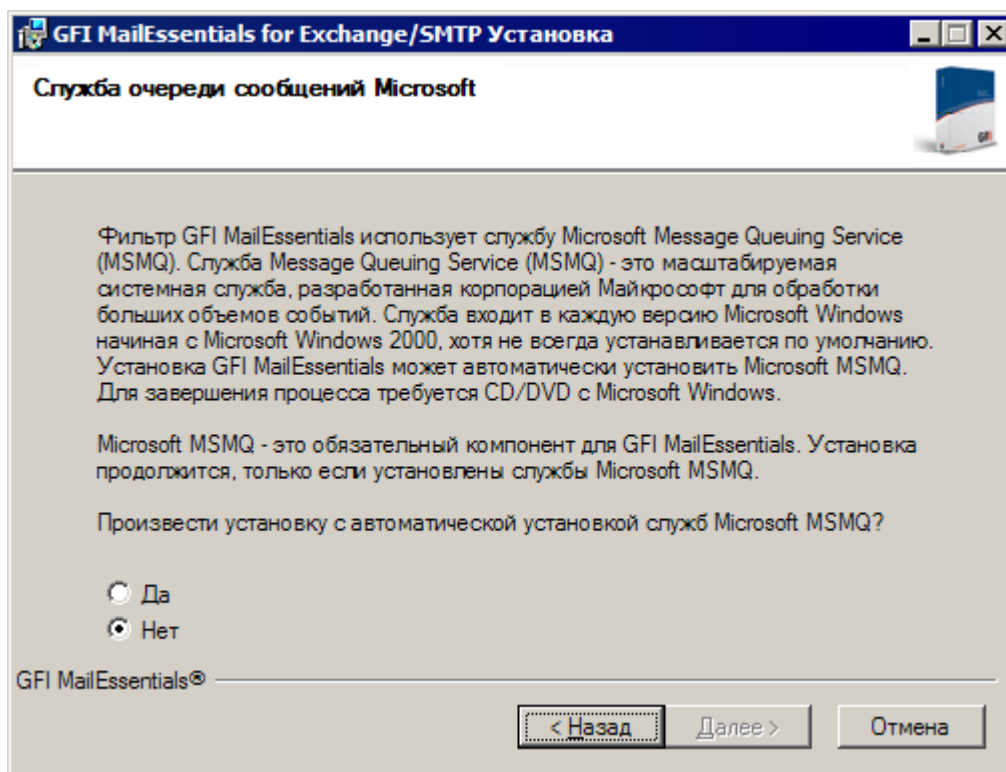 GFI MailEssentials for Exchange/SMTP Установка
Служба очереди сообщений Microsoft
GFI
Фильтр GFI MailEssentials использует службу Microsoft Message Queuing Service
(MSMQ). Служба Message Queuing Service (MSMQ) - это масштабируемая
системная служба, разработанная корпорацией Майкрософт для обработки
больших объемов событий. Служба входит в каждую версию Microsoft Windows
начиная с Microsoft Windows 2000, хотя не всегда устанавливается по умолчанию.
Установка GFI MailEssentials может автоматически установить Microsoft MSMQ.
Для завершения процесса требуется CD/DVD с Microsoft Windows.
Microsoft MSMQ - это обязательный компонент для GFI MailEssentials. Установка
продолжится, только если установлены службы Microsoft MSMQ.
Произвести установку с автоматической установкой служб Microsoft MSMQ?
Да
Нет
GFI MailEssentials®
< Назад
Далее >
Отмена